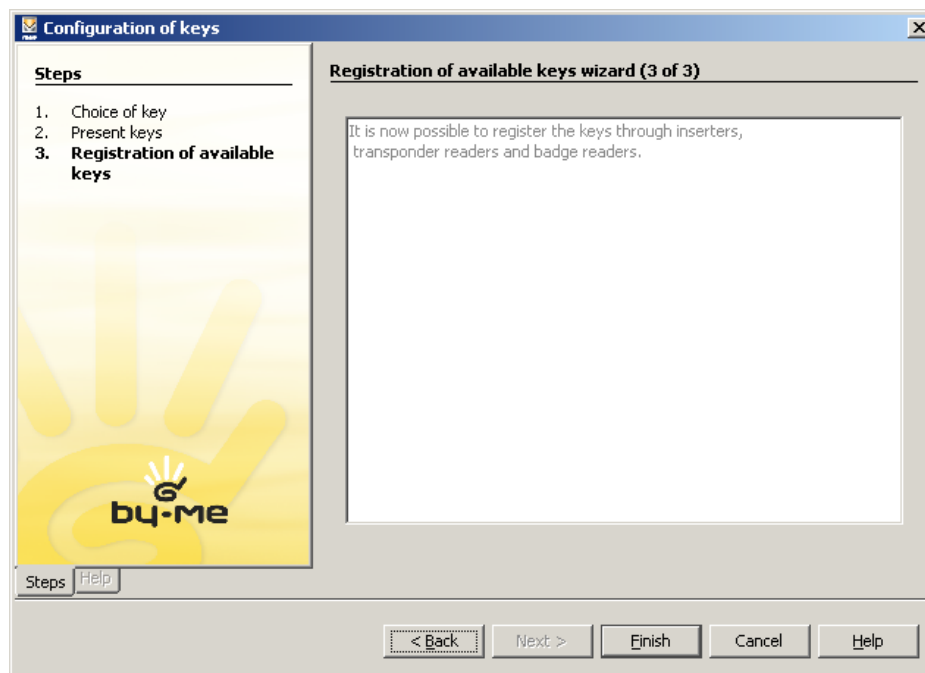 Configuration of keys
Steps
1. Choice of key
2. Present keys
3. Registration of available
keys
by-me
Steps
Help
Registration of available keys wizard (3 of 3)
It is now possible to register the keys through inserters,
transponder readers and badge readers.
< Back
Next >
Finish
Cancel
Help